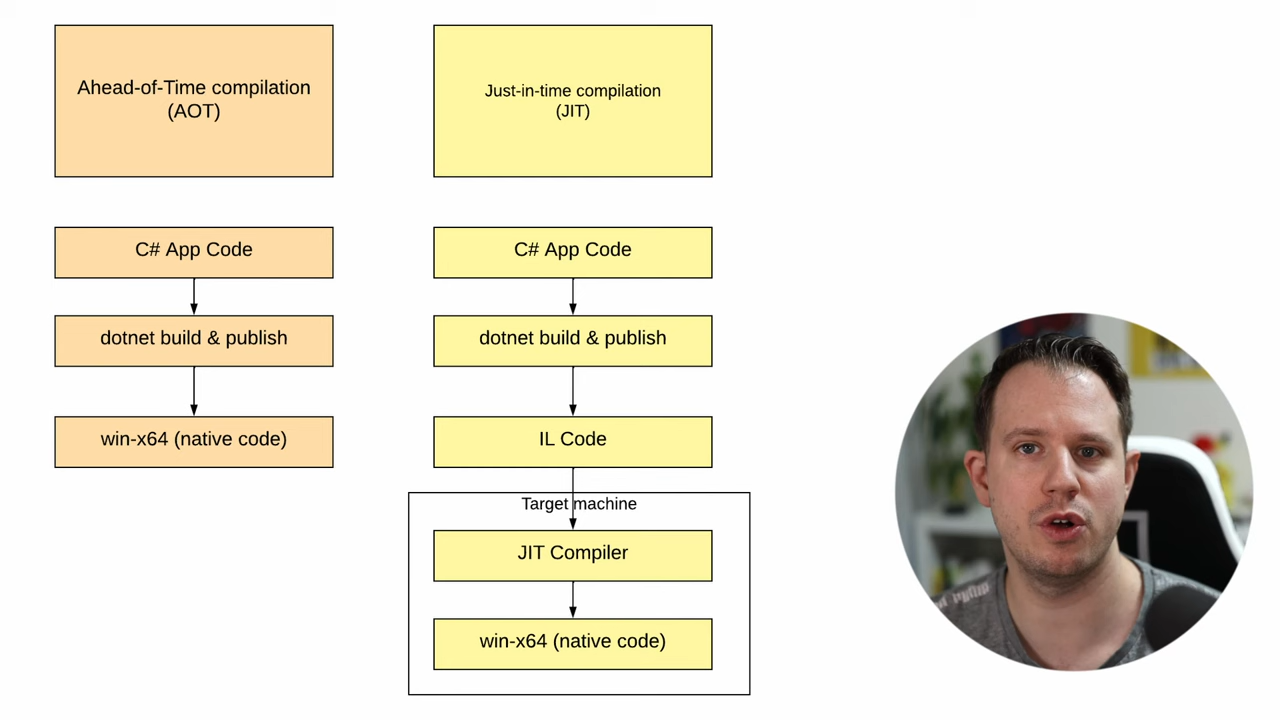 Ahead-of-Time compilation
(AOT)
C# App Code
dotnet build & publish
win-x64 (native code)
Just-in-time compilation
(JIT)
C# App Code
dotnet build & publish
IL Code
Target machine
JIT Compiler
win-x64 (native code)